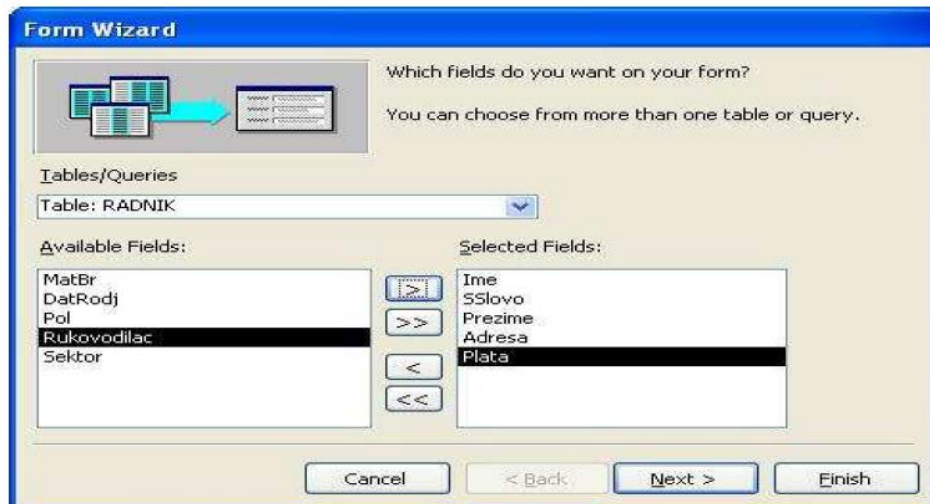 Form Wizard
Which fields do you want on your form?
You can choose from more than one table or query.
Tables/Queries
Table: RADNIK
Available Fields:
MatBr
DatRodj
Pol
Rukovodilac
Sektor
>
>>
<
<<
Selected Fields:
Ime
SSlovo
Prezime
Adresa
Plata
Cancel
< Back
Next >
Finish